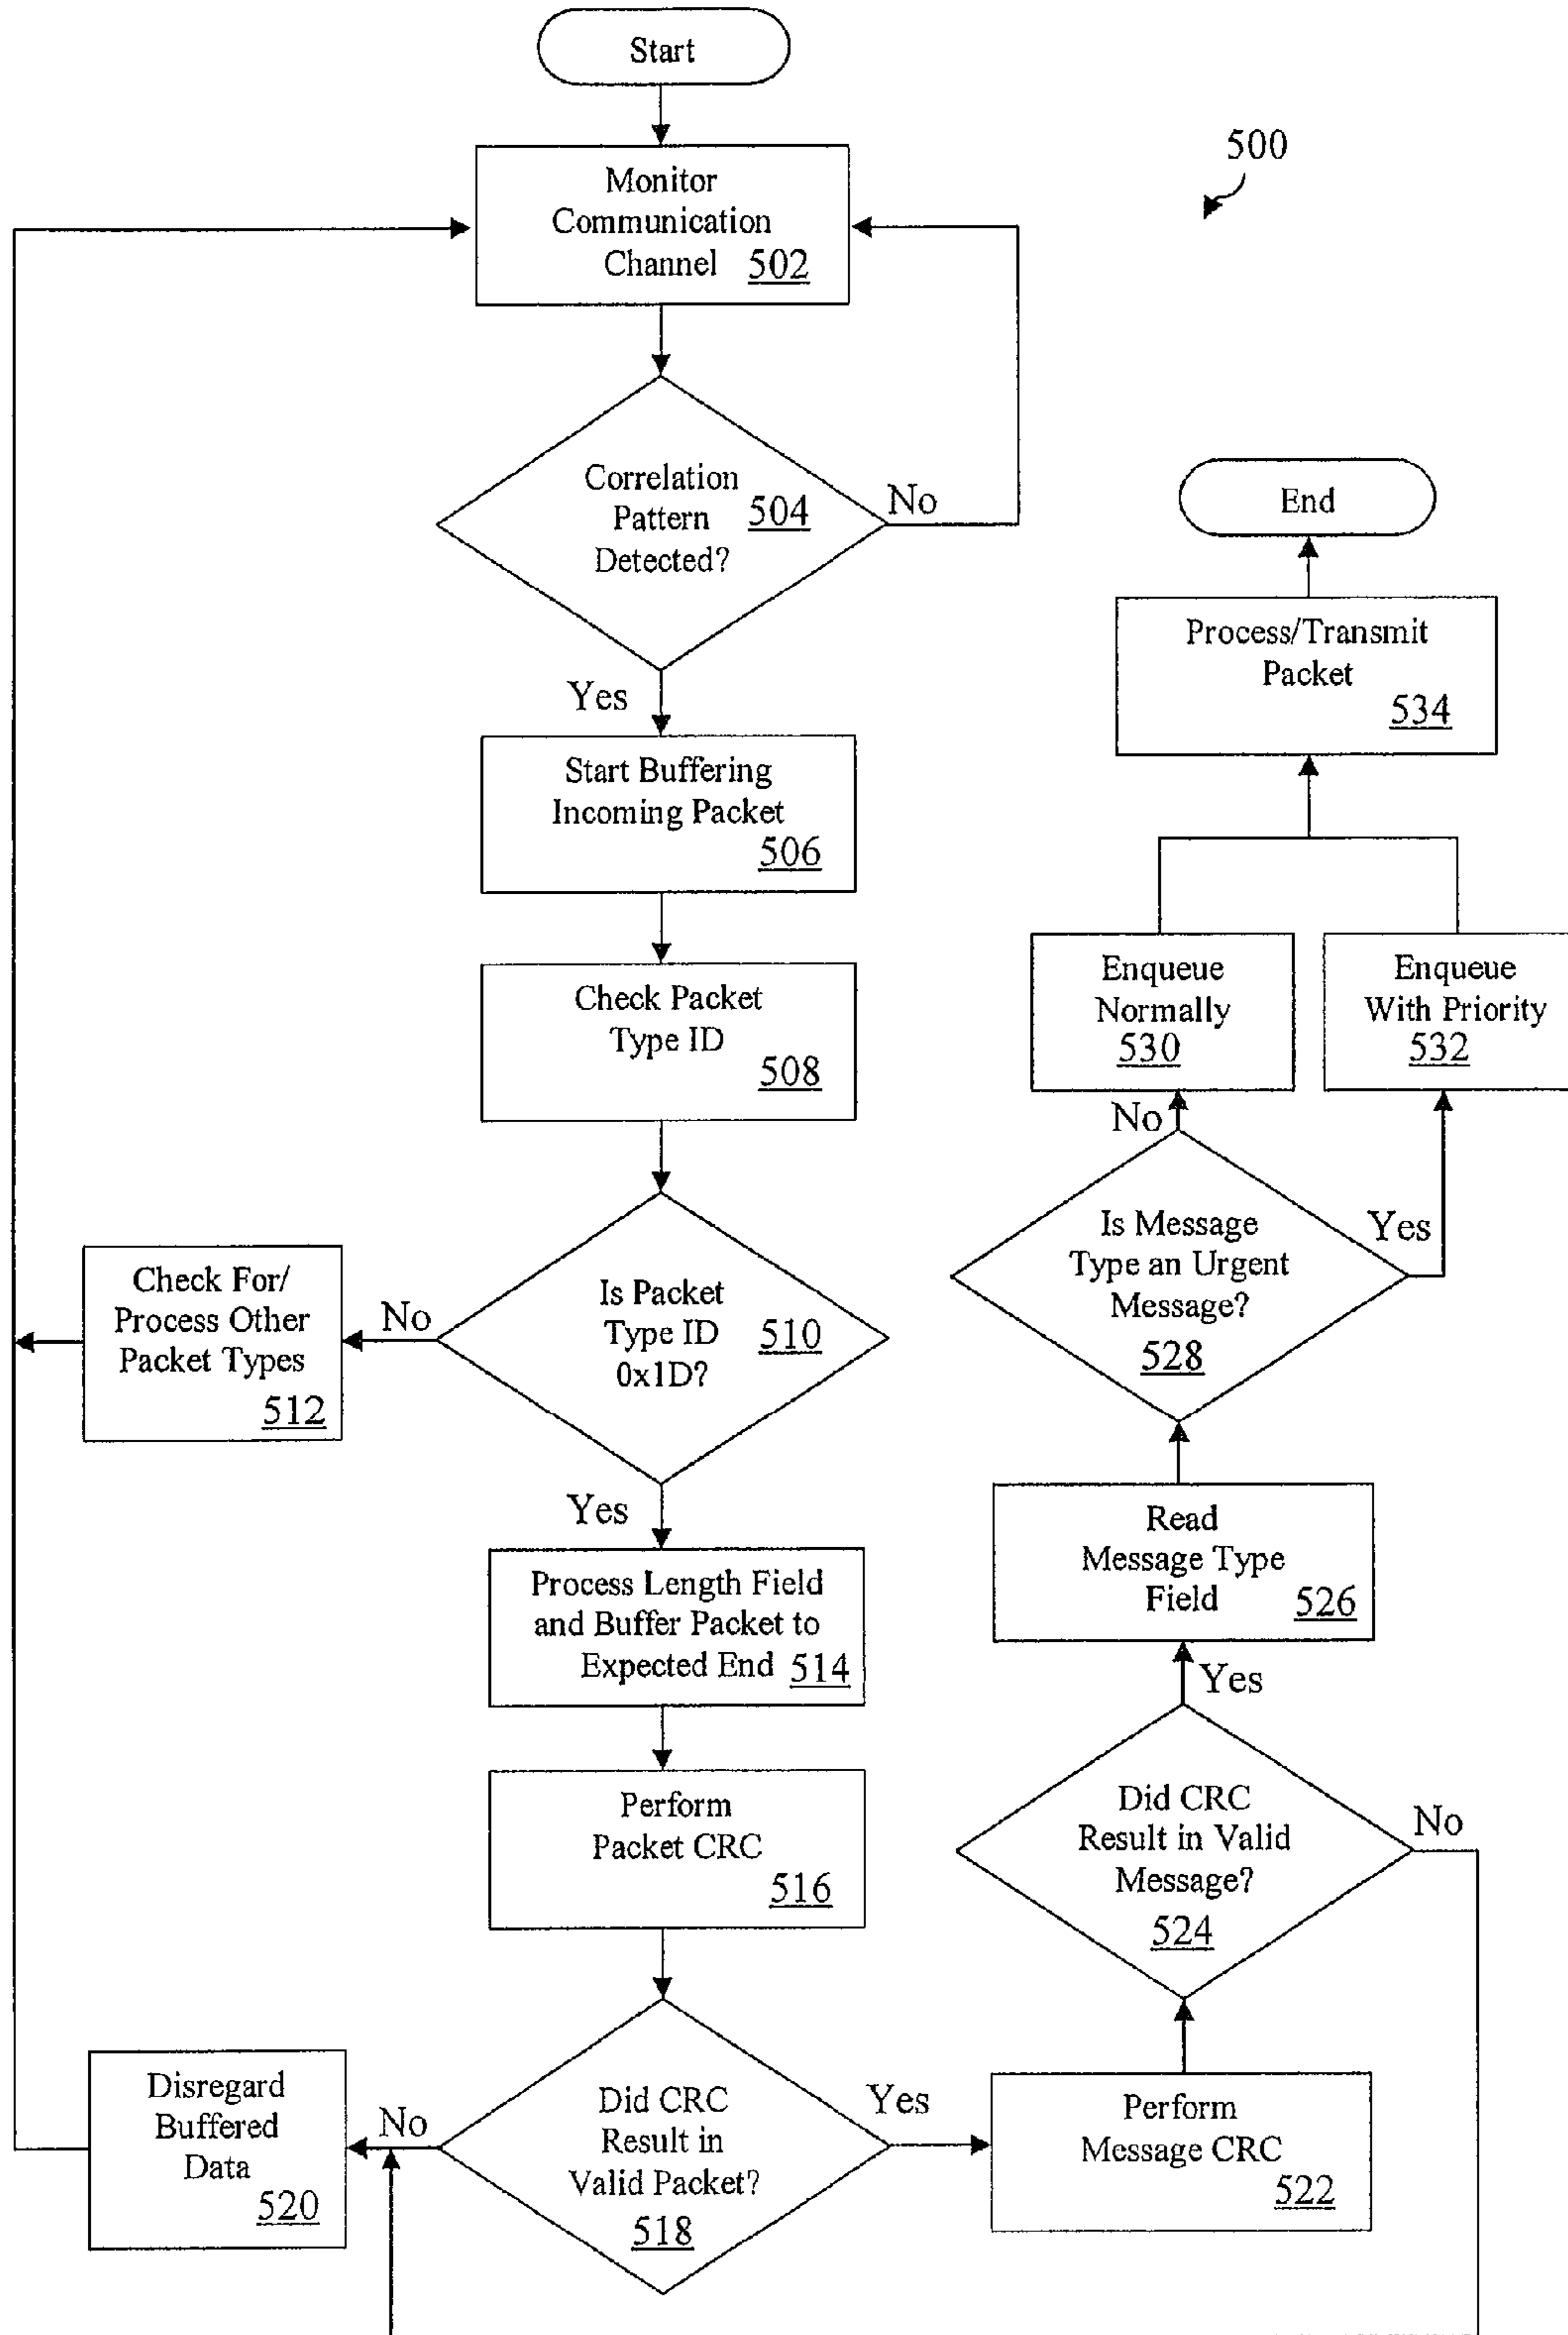 Start
500
Monitor
Communication
Channel 502
Correlation
Pattern 504
Detected?
No
Yes
Start Buffering
Incoming Packet
506
Check Packet
Type ID
508
Is Packet
Type ID 510
0x1D?
No
Check For/
Process Other
Packet Types
512
Yes
Process Length Field
and Buffer Packet to
Expected End 514
Perform
Packet CRC
516
Did CRC
Result in
Valid Packet?
518
No
Disregard
Buffered
Data
520
Yes
Perform
Message CRC
522
Did CRC
Result in Valid
Message?
524
No
Yes
Read
Message Type
Field 526
Is Message
Type an Urgent
Message?
528
No
Yes
Enqueue
Normally
530
Enqueue
With Priority
532
Process/Transmit
Packet
534
End